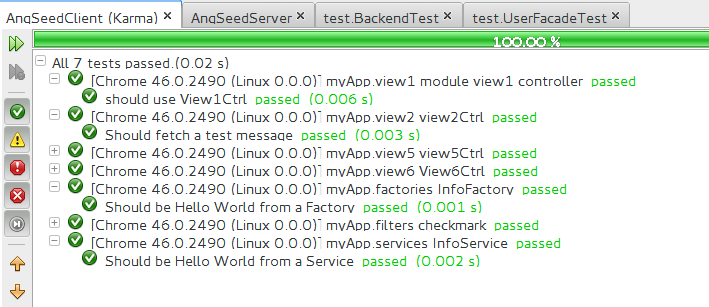 AngSeedClient (Karma) × AngSeedServer × test.BackendTest × test.UserFacadeTest ×
100.00 %
All 7 tests passed.(0.02 s)
[Chrome 46.0.2490 (Linux 0.0.0)] myApp.view1 module view1 controller passed
should use View1Ctrl passed (0.006 s)
[Chrome 46.0.2490 (Linux 0.0.0)] myApp.view2 view2Ctrl passed
Should fetch a test message passed (0.003 s)
[Chrome 46.0.2490 (Linux 0.0.0)] myApp.view5 view5Ctrl passed
[Chrome 46.0.2490 (Linux 0.0.0)] myApp.view6 View6Ctrl passed
[Chrome 46.0.2490 (Linux 0.0.0)] myApp.factories InfoFactory passed
Should be Hello World from a Factory passed (0.001 s)
[Chrome 46.0.2490 (Linux 0.0.0)] myApp.filters checkmark passed
[Chrome 46.0.2490 (Linux 0.0.0)] myApp.services InfoService passed
Should be Hello World from a Service passed (0.002 s)